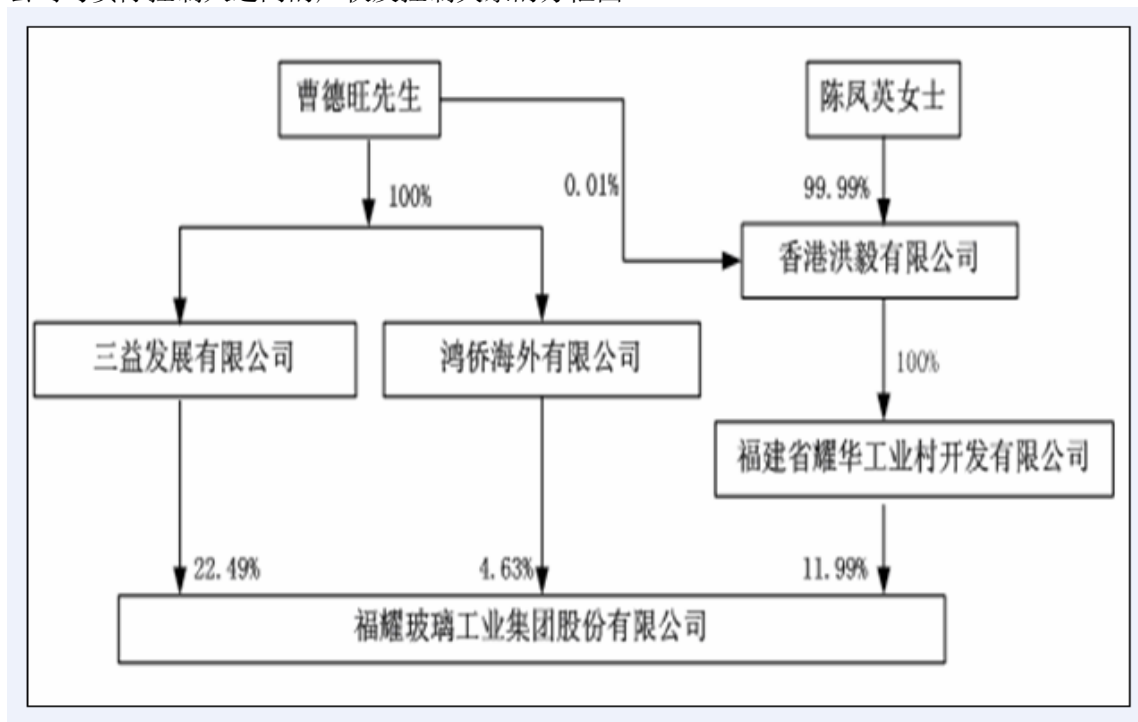 曹德旺先生
陈凤英女士
0.01%
99.99%
100%
香港洪毅有限公司
三益发展有限公司
鸿侨海外有限公司
100%
福建省耀华工业村开发有限公司
22.49%
4.63%
11.99%
福耀玻璃工业集团股份有限公司